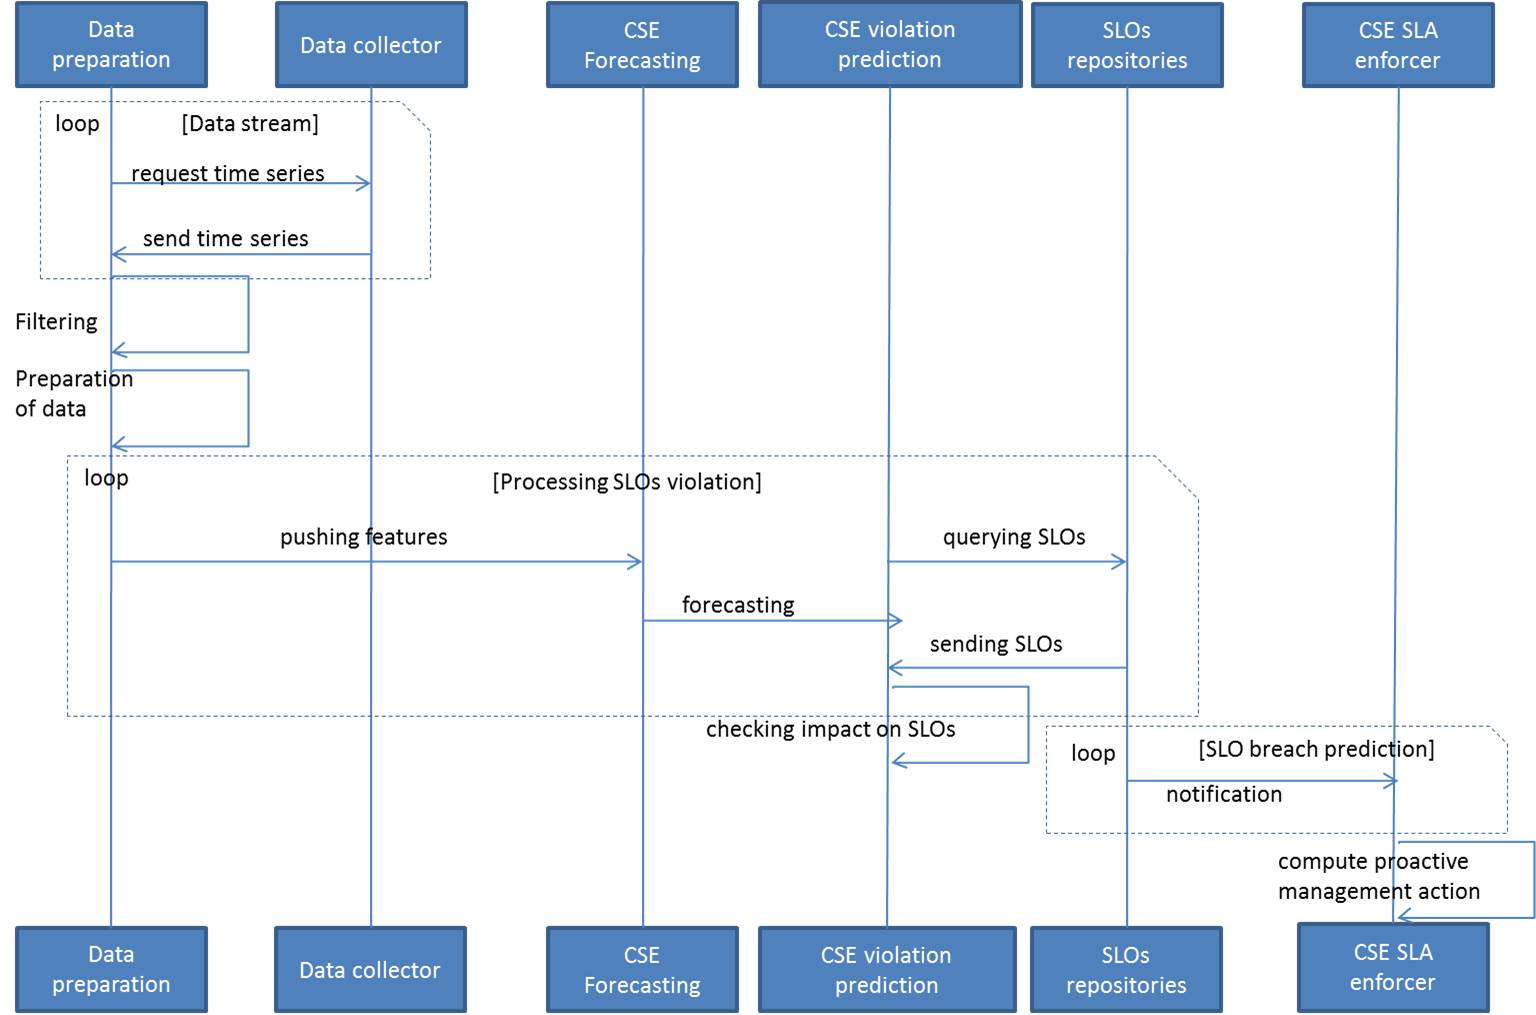 Data
preparation
Data collector
CSE
Forecasting
CSE violation
prediction
SLOs
repositories
CSE SLA
enforcer
loop
[Data stream]
request time series
send time series
Filtering
Preparation
of data
loop
[Processing SLOs violation]
pushing features
querying SLOs
forecasting
sending SLOs
checking impact on SLOs
loop
[SLO breach prediction]
notification
compute proactive
management action
Data
preparation
Data collector
CSE
Forecasting
CSE violation
prediction
SLOs
repositories
CSE SLA
enforcer